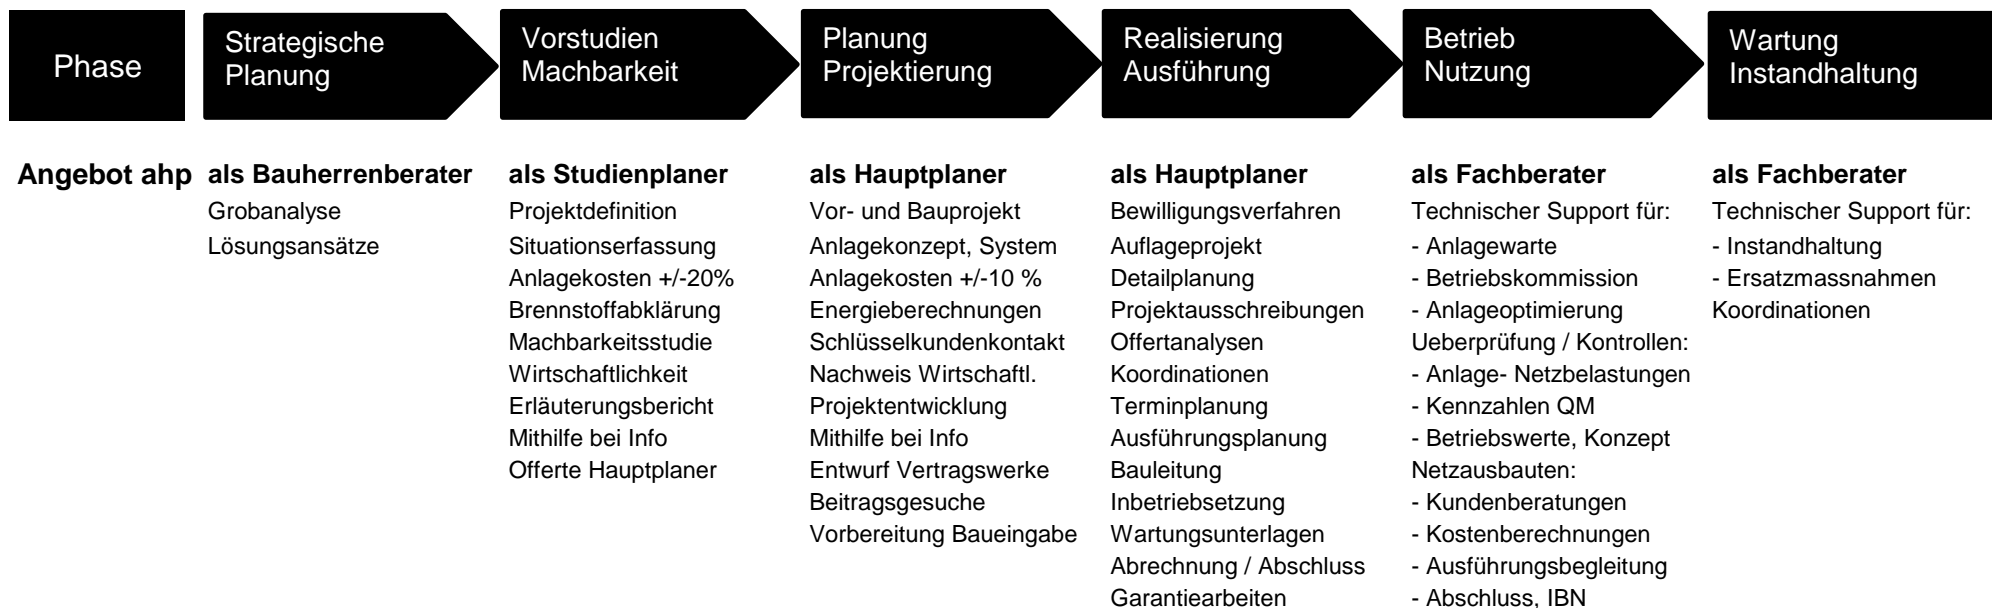 Phase
Strategische
Planung
Vorstudien
Machbarkeit
Planung
Projektierung
Realisierung
Ausführung
Betrieb
Nutzung
Wartung
Instandhaltung
Angebot ahp
als Bauherrenberater
Grobanalyse
Lösungsansätze
als Studienplaner
Projektdefinition
Situationserfassung
Anlagekosten +/-20%
Brennstoffabklärung
Machbarkeitsstudie
Wirtschaftlichkeit
Erläuterungsbericht
Mithilfe bei Info
Offerte Hauptplaner
als Hauptplaner
Vor- und Bauprojekt
Anlagekonzept, System
Anlagekosten +/-10 %
Energieberechnungen
Schlüsselkundenkontakt
Nachweis Wirtschaftl.
Projektentwicklung
Mithilfe bei Info
Entwurf Vertragswerke
Beitragsgesuche
Vorbereitung Baueingabe
als Hauptplaner
Bewilligungsverfahren
Auflageprojekt
Detailplanung
Projektausschreibungen
Offertanalysen
Koordinationen
Terminplanung
Ausführungsplanung
Bauleitung
Inbetriebsetzung
Wartungsunterlagen
Abrechnung / Abschluss
Garantiearbeiten
als Fachberater
Technischer Support für:
- Anlagewarte
- Betriebskommission
- Anlageoptimierung
Ueberprüfung / Kontrollen:
- Anlage- Netzbelastungen
- Kennzahlen QM
- Betriebswerte, Konzept
Netzausbauten:
- Kundenberatungen
- Kostenberechnungen
- Ausführungsbegleitung
- Abschluss, IBN
als Fachberater
Technischer Support für:
- Instandhaltung
- Ersatzmassnahmen
Koordinationen